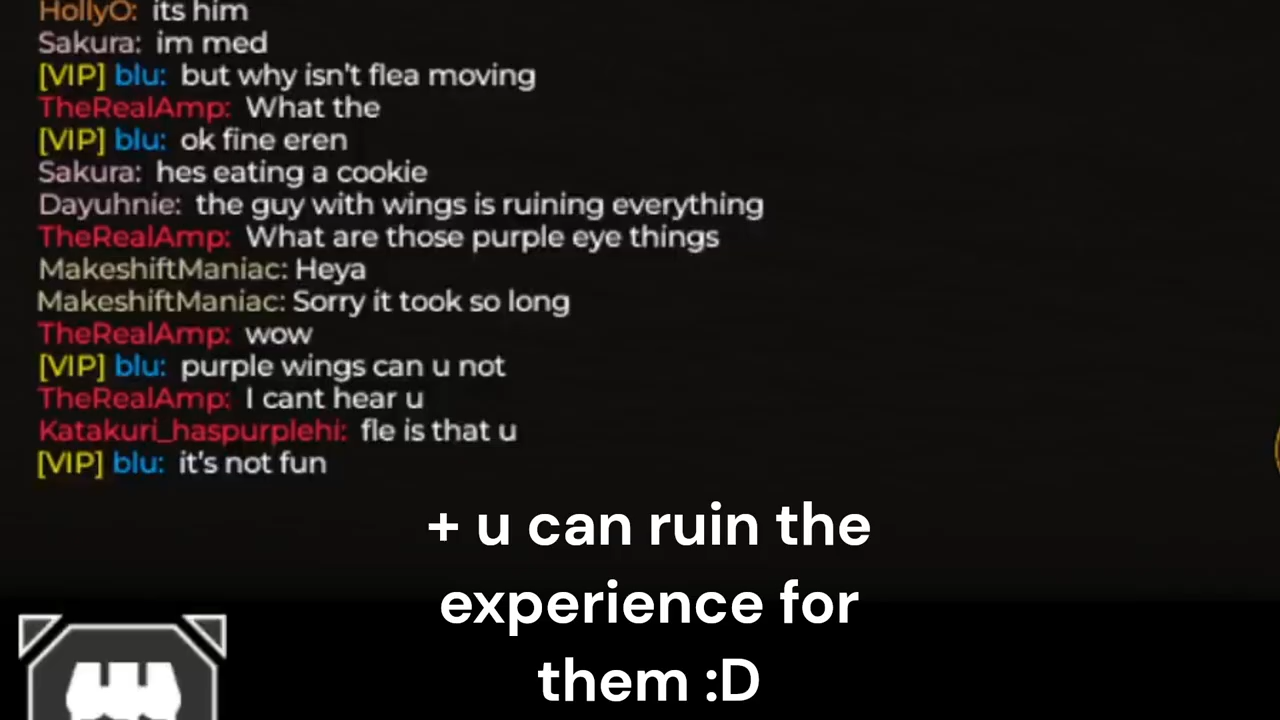 HollyO: its him
Sakura: im med
[VIP] blu: but why isn't flea moving
TheRealAmp: What the
[VIP] blu: ok fine eren
Sakura: hes eating a cookie
Dayuhnie: the guy with wings is ruining everything
TheRealAmp: What are those purple eye things
MakeshiftManiac: Heya
MakeshiftManiac: Sorry it took so long
TheRealAmp: wow
[VIP] blu: purple wings can u not
TheRealAmp: I cant hear u
Katakuri_haspurplehi: fle is that u
[VIP] blu: it's not fun
+ u can ruin the
experience for
them :D